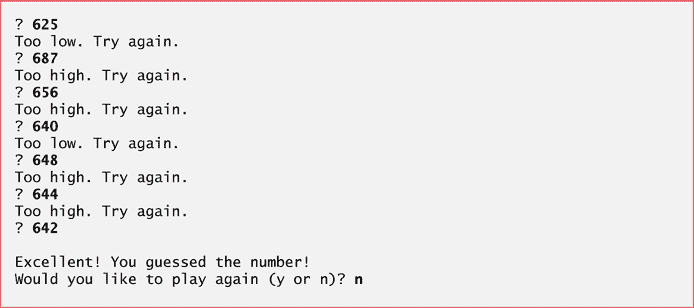 ? 625
Too low. Try again.
? 687
Too high. Try again.
? 656
Too high. Try again.
? 640
Too low. Try again.
? 648
Too high. Try again.
? 644
Too high. Try again.
? 642
Excellent! You guessed the number!
Would you like to play again (y or n)? n